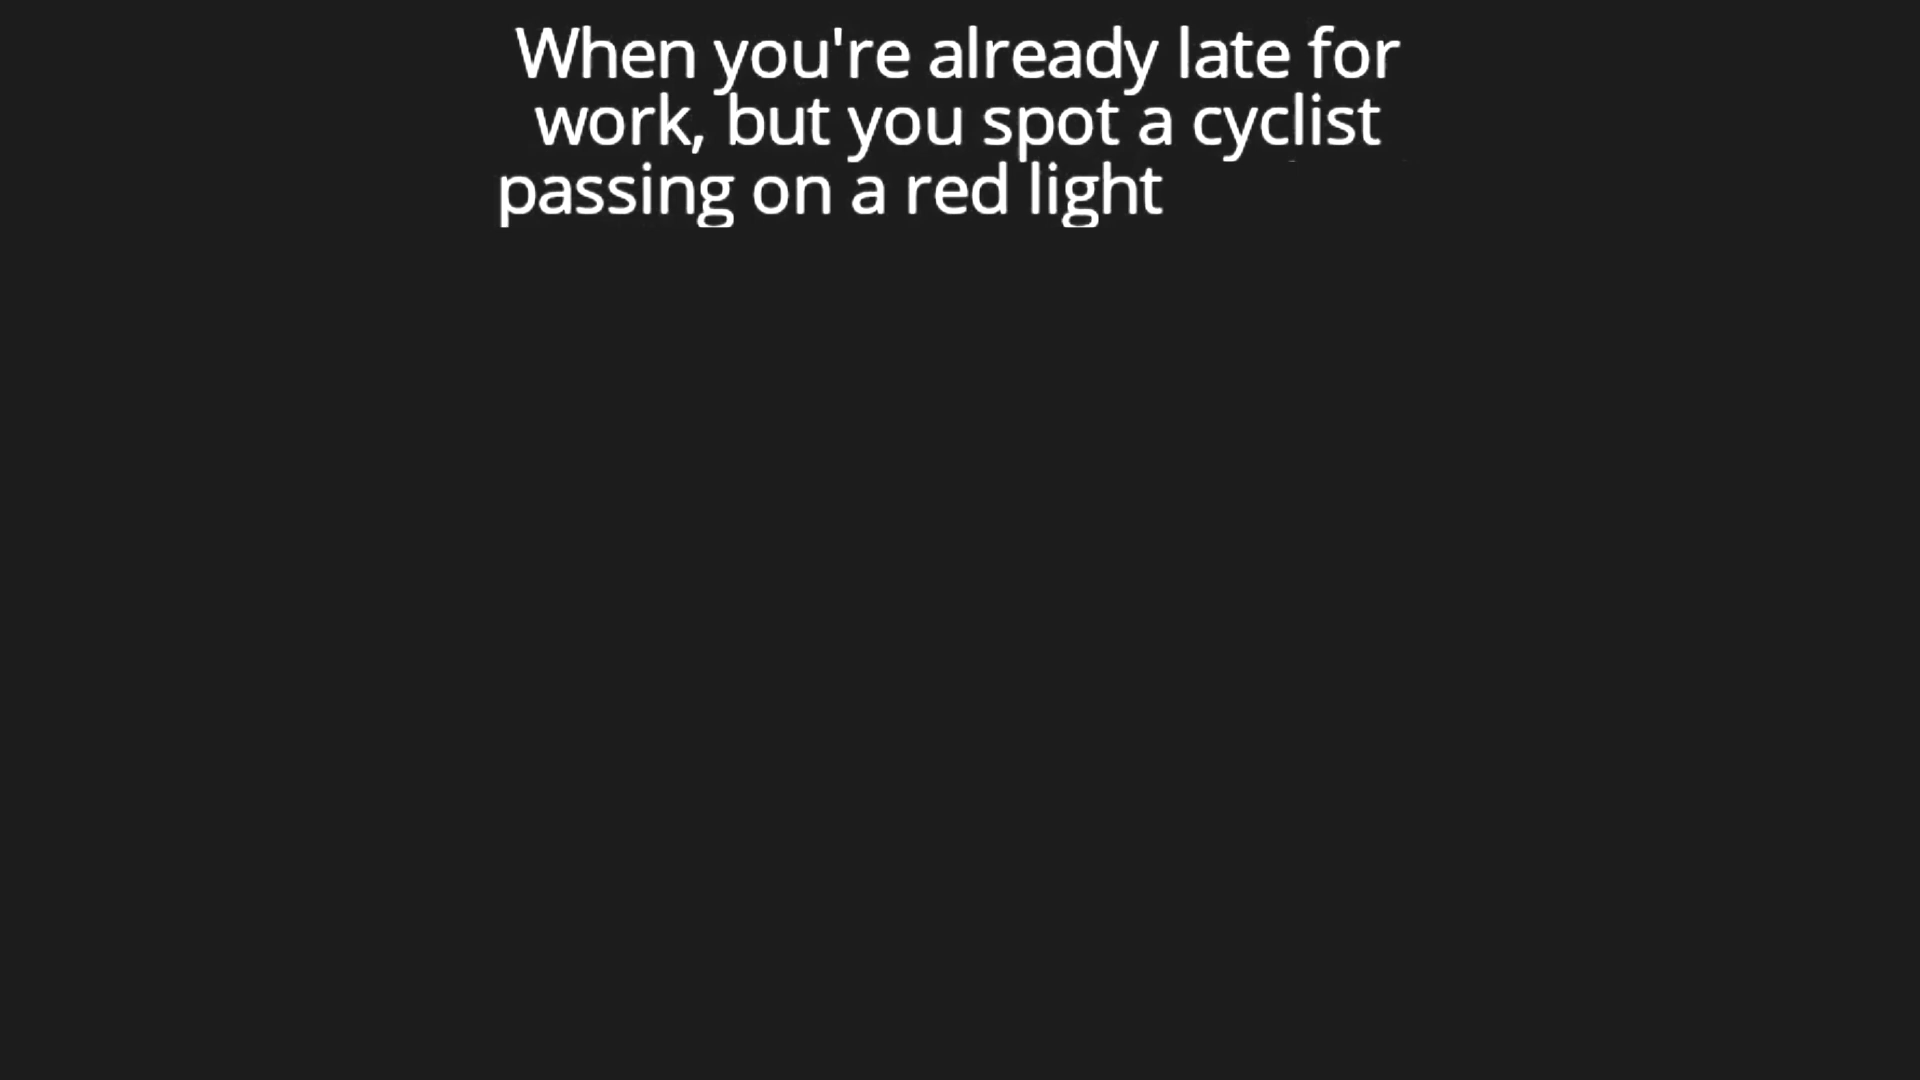 When you're already late for
work, but you spot a cyclist
passing on a red light